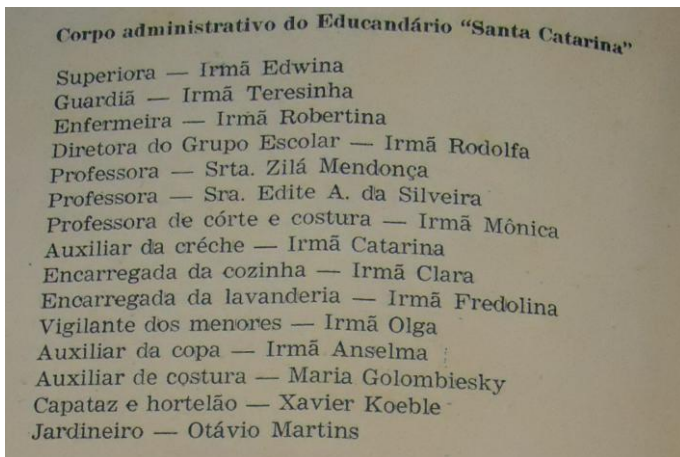 Corpo administrativo do Educandário “Santa Catarina”
Superiora — Irmã Edwina
Guardiã — Irmã Teresinha
Enfermeira — Irmã Robertina
Diretora do Grupo Escolar — Irmã Rodolfa
Professora — Srta. Zilá Mendonça
Professora — Sra. Edite A. da Silveira
Professora de córte e costura — Irmã Mônica
Auxiliar da créche — Irmã Catarina
Encarregada da cozinha — Irmã Clara
Encarregada da lavanderia — Irmã Fredolina
Vigilante dos menores — Irmã Olga
Auxiliar da copa — Irmã Anselma
Auxiliar de costura — Maria Golombiesky
Capataz e hortelão — Xavier Koeble
Jardineiro — Otávio Martins